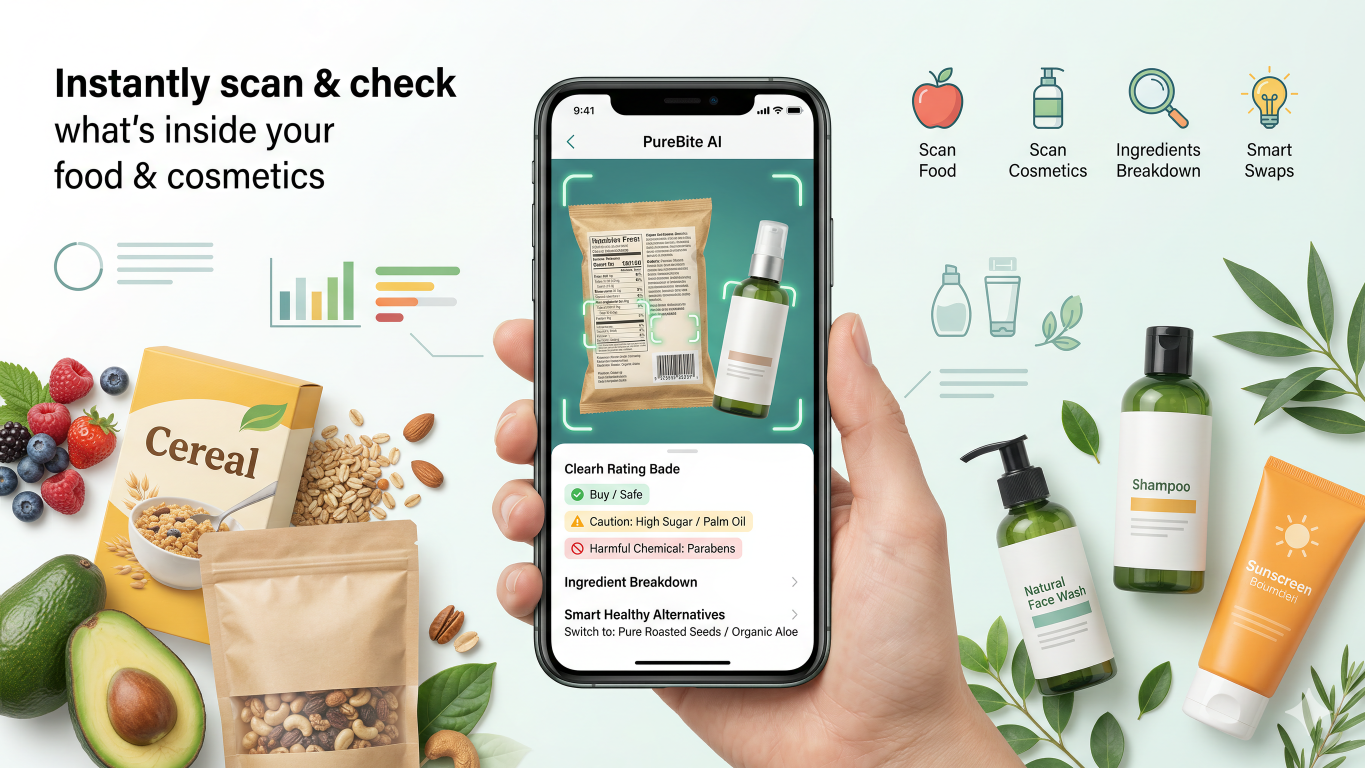 Instantly scan & check
what's inside your
food & cosmetics
Scan
Food
Scan
Cosmetics
Ingredients
Breakdown
Smart
Swaps
9:41
PureBite AI
Clearh Rating Bade
Buy / Safe
Caution: High Sugar / Palm Oil
Harmful Chemical: Parabens
Ingredient Breakdown
Smart Healthy Alternatives
Switch to: Pure Roasted Seeds / Organic Aloe
Cereal
Shampoo
Natural
Face Wash
Sunscreen